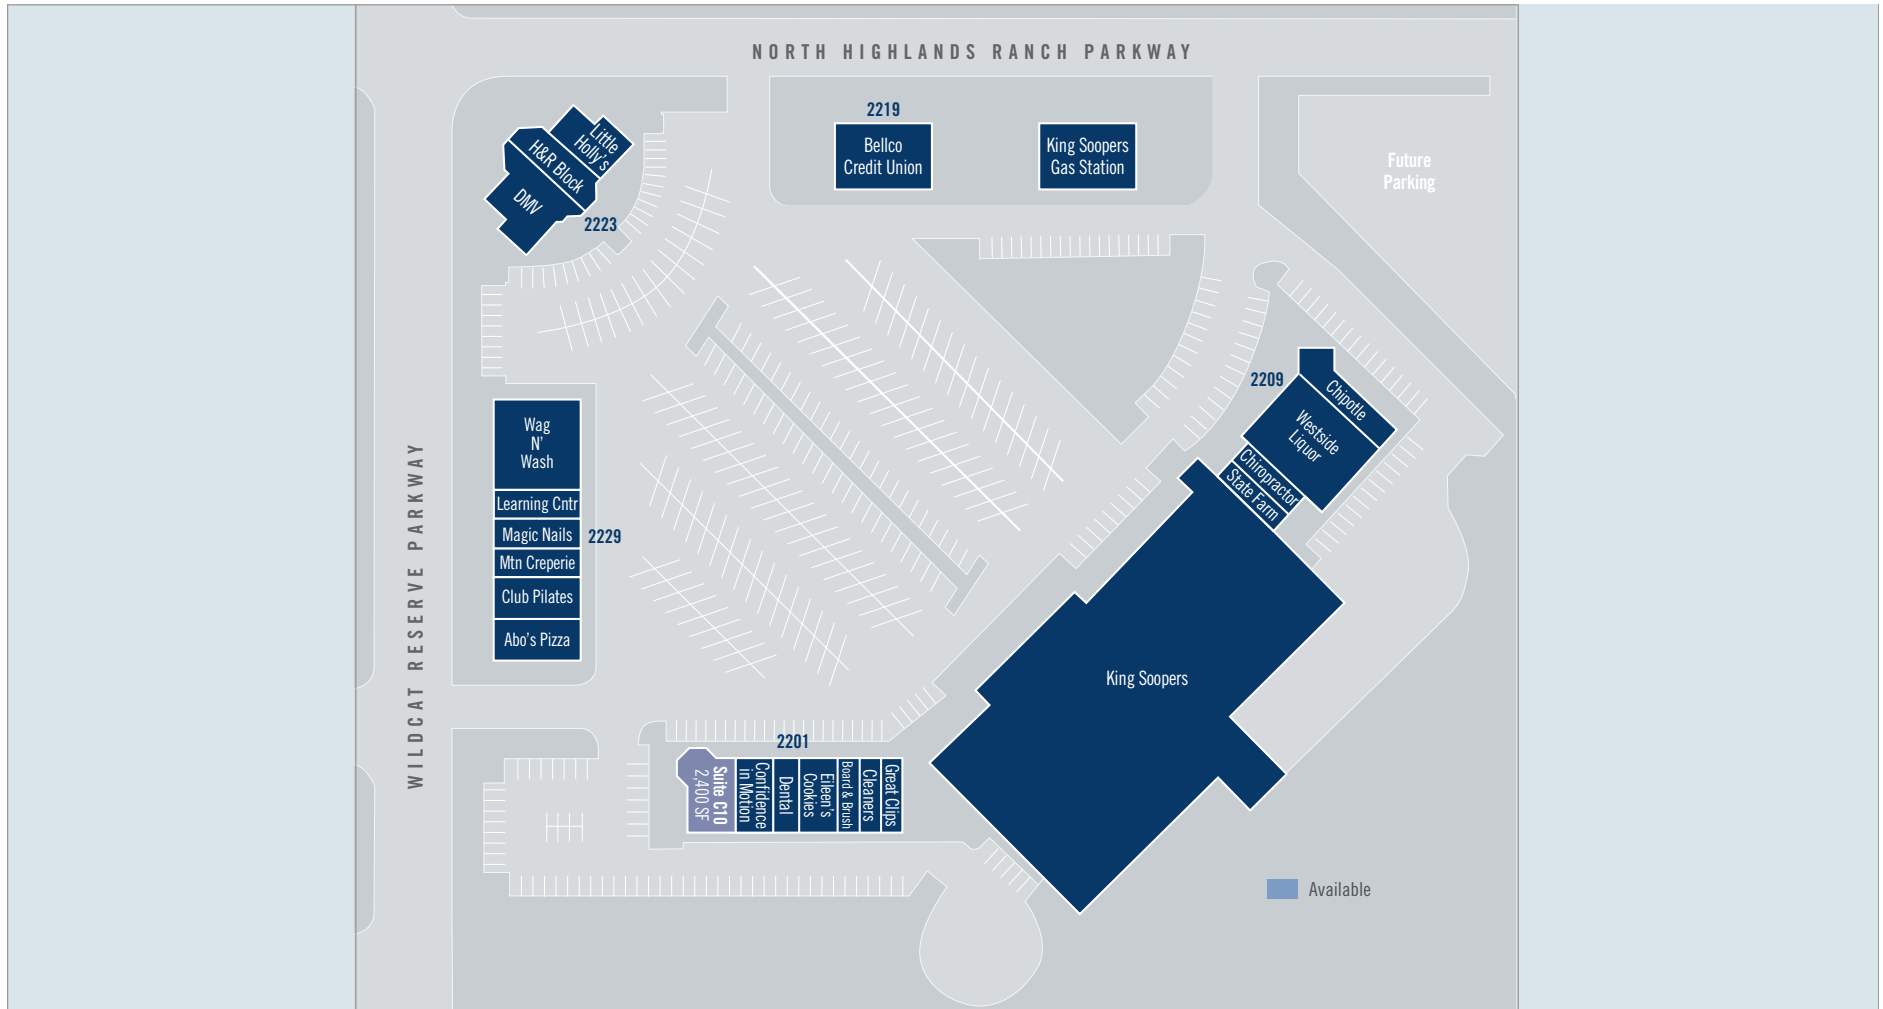 NORTH HIGHLANDS RANCH PARKWAY
2219
Bellco
Credit Union
King Soopers
Gas Station
Future
Parking
Little
Holly's
H&R Block
DMV
2223
2209
Chipotle
Westside
Liquor
Chiropractor
State Farm
WILDCAT RESERVE PARKWAY
Wag
N'
Wash
Learning Cntr
Magic Nails
2229
Mtn Creperie
Club Pilates
Abo's Pizza
King Soopers
2201
Suite C10
2,400 SF
Confidence
in Motion
Dental
Eileen's
Cookies
Board & Brush
Cleaners
Great Clips
Available